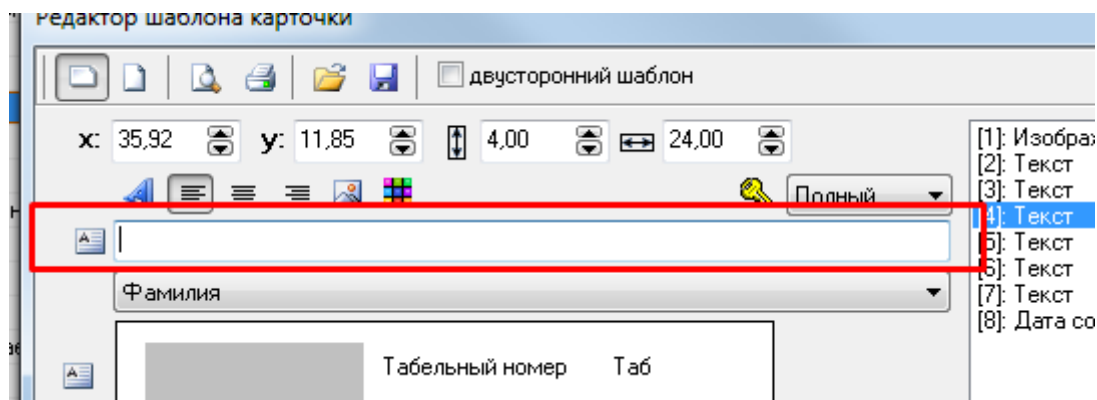 Редактор шаблона карточки
двусторонний шаблон
x: 35,92 y: 11,85 4,00 24,00
Полный
Фамилия
Табельный номер Таб
[1]: Изобраз
[2]: Текст
[3]: Текст
[4]: Текст
[5]: Текст
[6]: Текст
[7]: Текст
[8]: Дата со